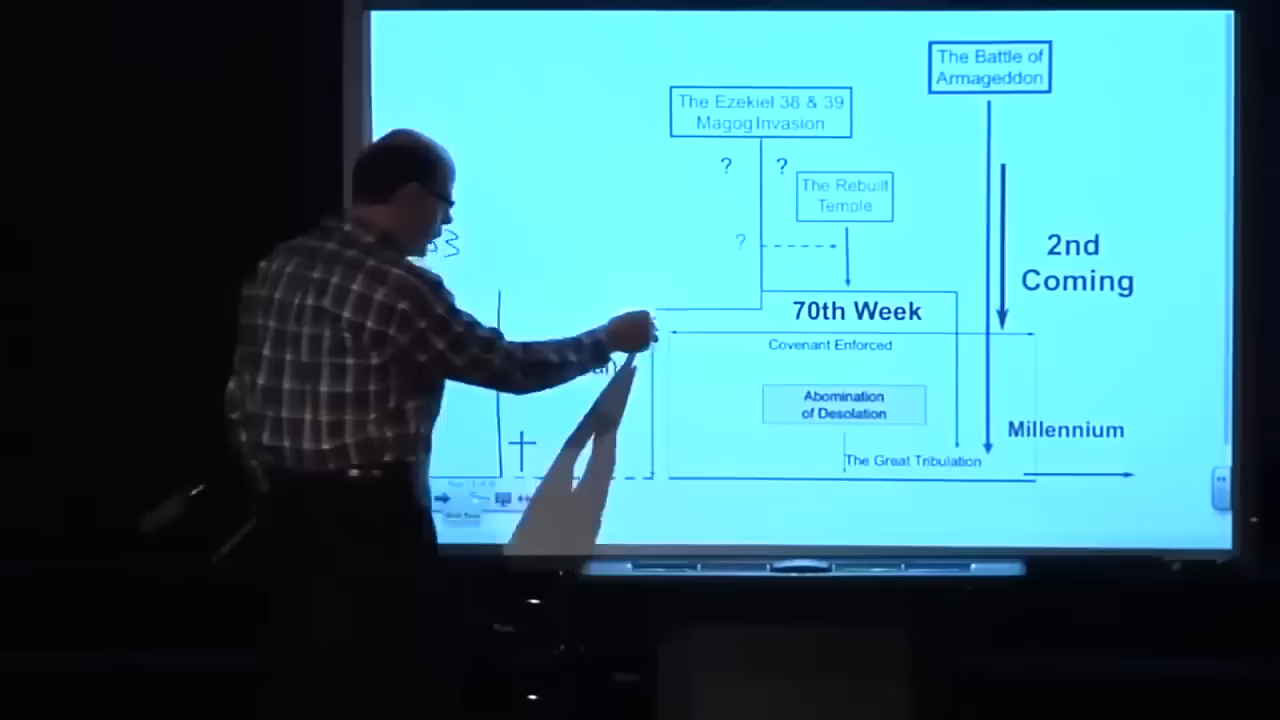 The Battle of
Armageddon
The Ezekiel 38 & 39
Magog Invasion
?
?
The Rebuilt
Temple
?
2nd
Coming
70th Week
Covenant Enforced
Abomination
of Desolation
Millennium
The Great Tribulation